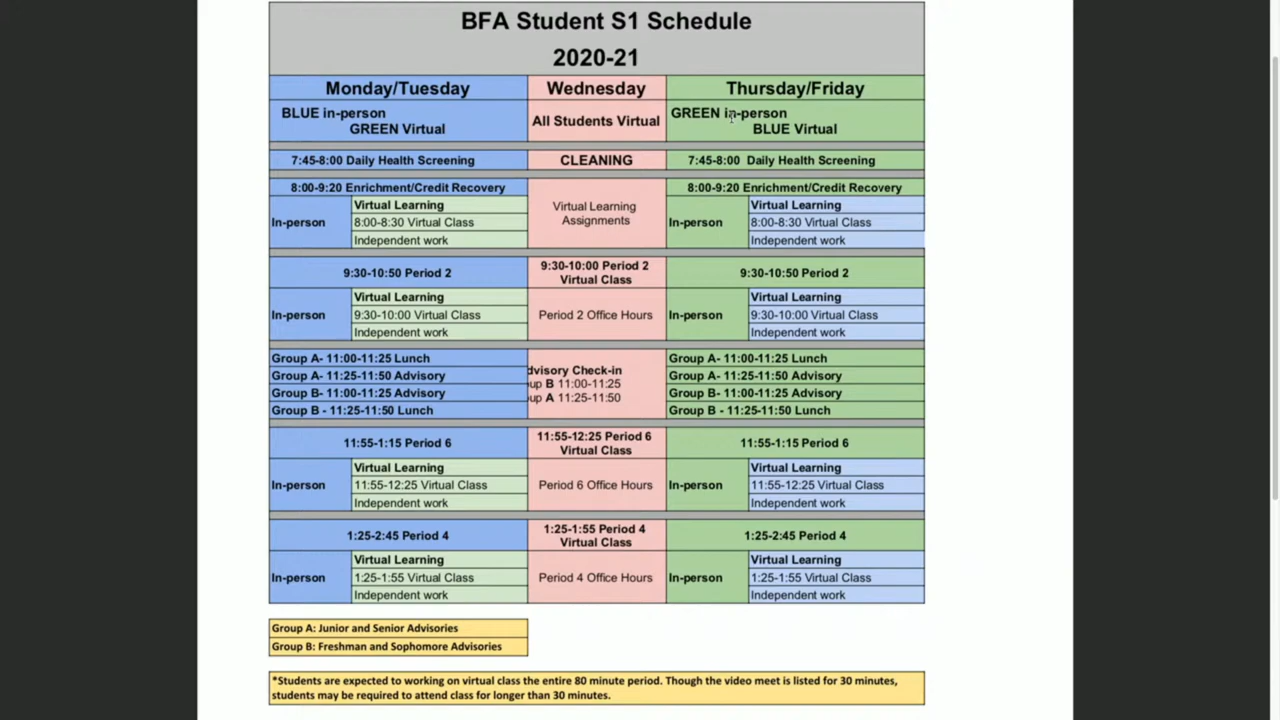 BFA Student S1 Schedule
2020-21
Monday/Tuesday
Wednesday
Thursday/Friday
BLUE in-person
GREEN Virtual
All Students Virtual
GREEN in-person
BLUE Virtual
7:45-8:00 Daily Health Screening
CLEANING
7:45-8:00 Daily Health Screening
8:00-9:20 Enrichment/Credit Recovery
In-person
Virtual Learning
8:00-8:30 Virtual Class
Independent work
Virtual Learning
Assignments
8:00-9:20 Enrichment/Credit Recovery
In-person
Virtual Learning
8:00-8:30 Virtual Class
Independent work
9:30-10:50 Period 2
9:30-10:00 Period 2
Virtual Class
9:30-10:50 Period 2
In-person
Virtual Learning
9:30-10:00 Virtual Class
Independent work
Period 2 Office Hours
In-person
Virtual Learning
9:30-10:00 Virtual Class
Independent work
Group A- 11:00-11:25 Lunch
Group A- 11:25-11:50 Advisory
Group B- 11:00-11:25 Advisory
Group B - 11:25-11:50 Lunch
dvisory Check-in
up B 11:00-11:25
up A 11:25-11:50
Group A- 11:00-11:25 Lunch
Group A- 11:25-11:50 Advisory
Group B- 11:00-11:25 Advisory
Group B - 11:25-11:50 Lunch
11:55-1:15 Period 6
11:55-12:25 Period 6
Virtual Class
11:55-1:15 Period 6
In-person
Virtual Learning
11:55-12:25 Virtual Class
Independent work
Period 6 Office Hours
In-person
Virtual Learning
11:55-12:25 Virtual Class
Independent work
1:25-2:45 Period 4
1:25-1:55 Period 4
Virtual Class
1:25-2:45 Period 4
In-person
Virtual Learning
1:25-1:55 Virtual Class
Independent work
Period 4 Office Hours
In-person
Virtual Learning
1:25-1:55 Virtual Class
Independent work
Group A: Junior and Senior Advisories
Group B: Freshman and Sophomore Advisories
*Students are expected to working on virtual class the entire 80 minute period. Though the video meet is listed for 30 minutes,
students may be required to attend class for longer than 30 minutes.